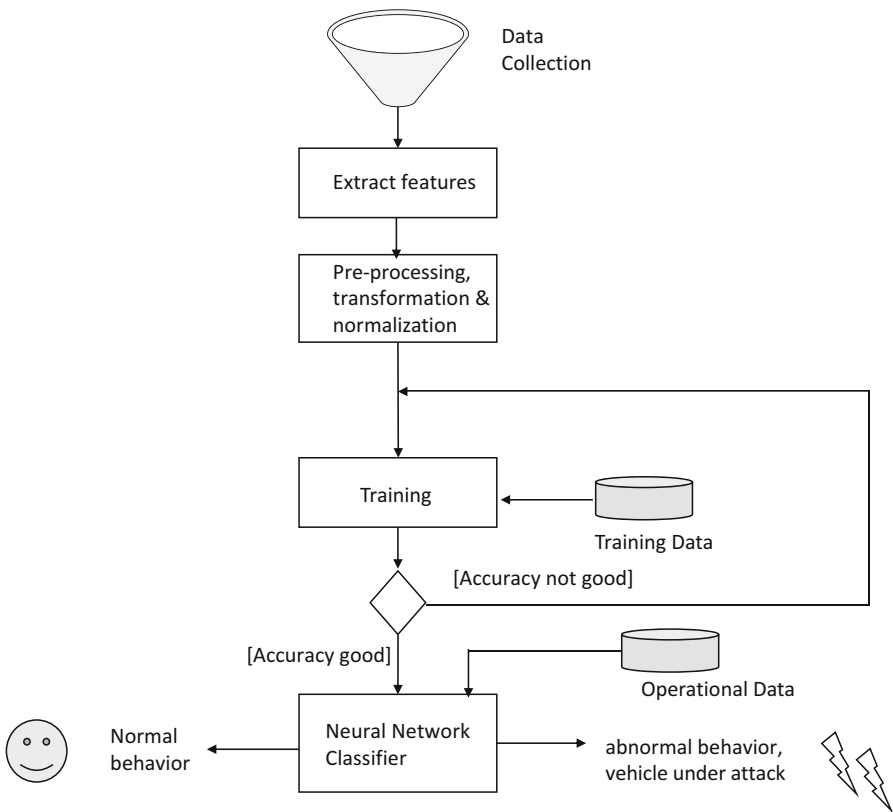 Data
Collection
Extract features
Pre-processing,
transformation &
normalization
Training
Training Data
[Accuracy not good]
[Accuracy good]
Operational Data
Neural Network
Classifier
Normal
behavior
abnormal behavior,
vehicle under attack